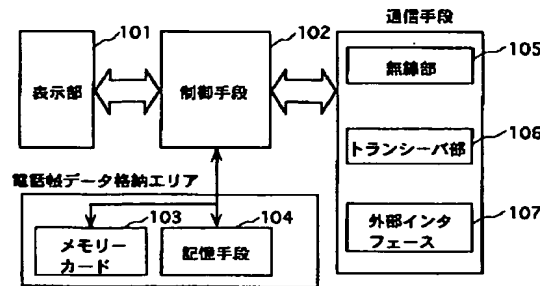 通信手段
101
102
105
表示部
制御手段
無線部
106
トランシーバ部
電話帳データ格納エリア
103
104
107
メモリー
カード
記憶手段
外部インタ
フェース